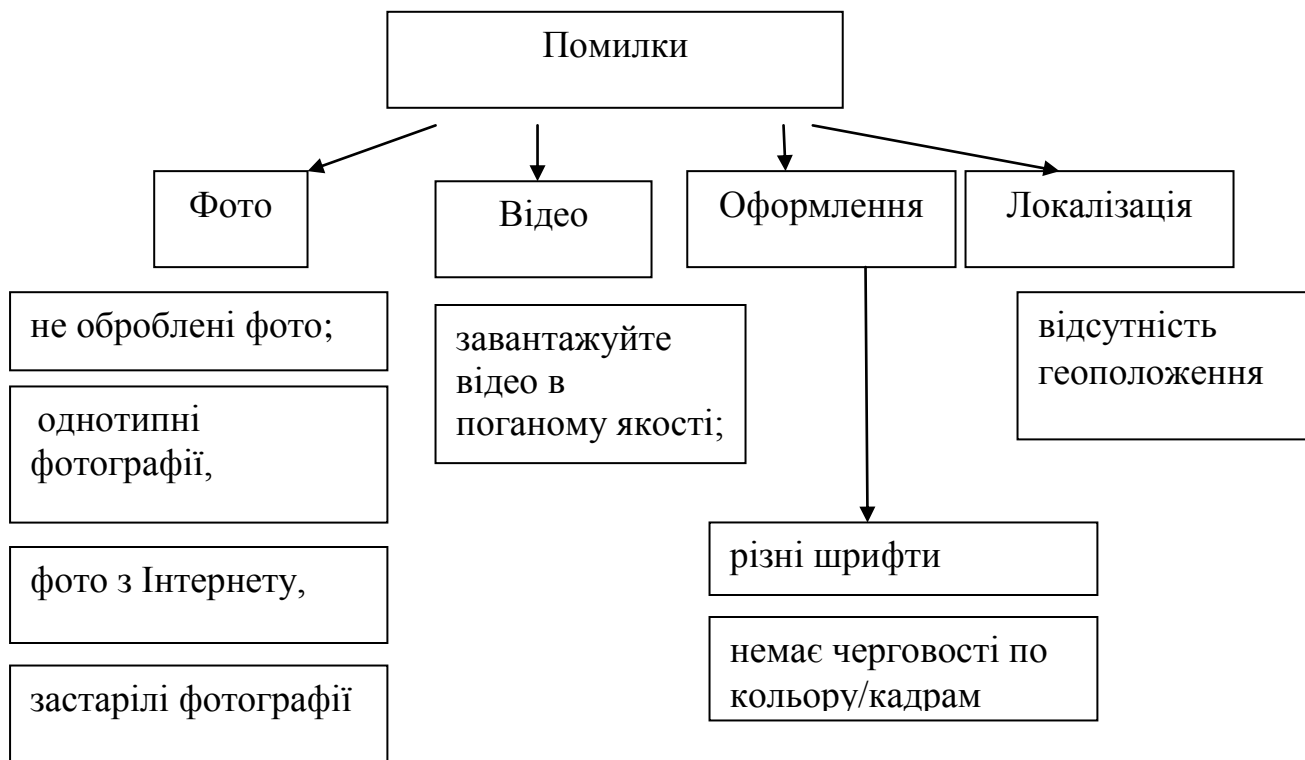 Помилки
Фото
Відео
Оформлення
Локалізація
не оброблені фото;
однотипні
фотографії,
фото з Інтернету,
застарілі фотографії
завантажуйте
відео в
поганому якості;
різні шрифти
немає черговості по
кольору/кадрам
відсутність
геоположення